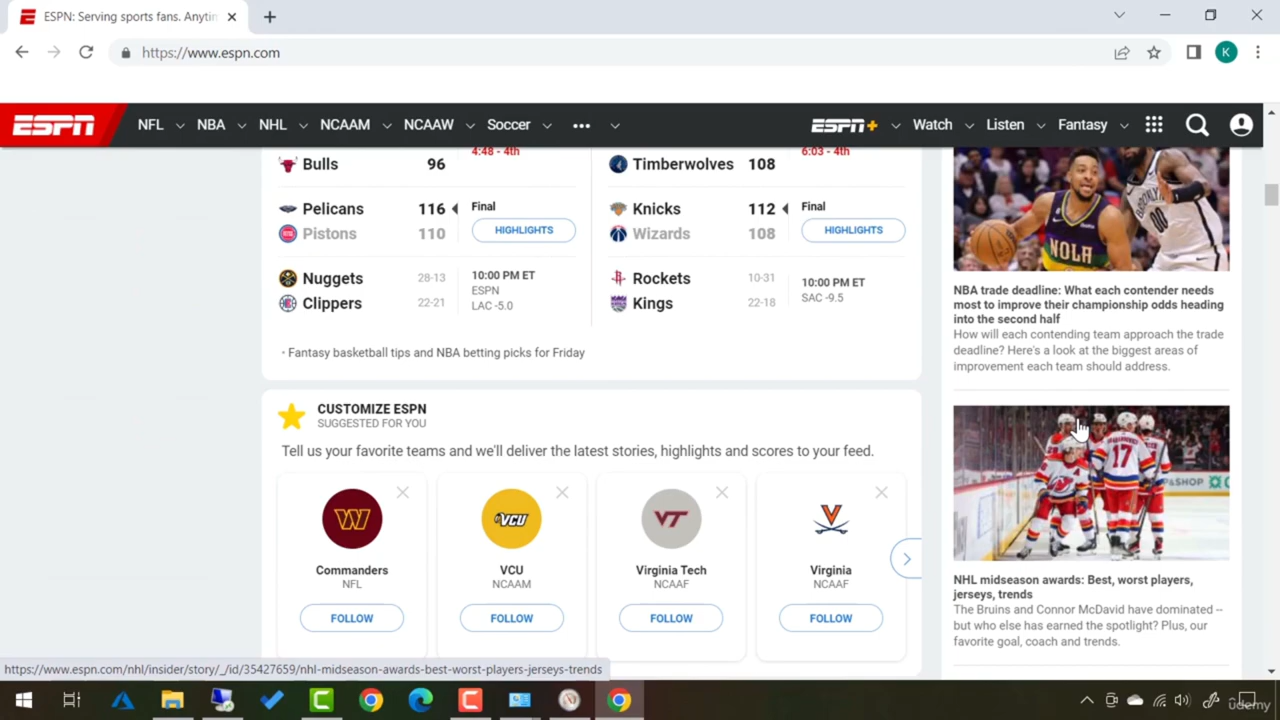 ESPN: Serving sports fans. Anytin
https://www.espn.com
K
ESPN
NFL NBA NHL NCAAM NCAAW Soccer ••• ESPN+ Watch Listen Fantasy
Bulls 96 4:48 - 4th
Timberwolves 108 6:03 - 4th
Pelicans 116 Final
Pistons 110 HIGHLIGHTS
Knicks 112 Final
Wizards 108 HIGHLIGHTS
Nuggets 28-13 10:00 PM ET
ESPN
Clippers 22-21 LAC -5.0
Rockets 10-31 10:00 PM ET
Kings 22-18 SAC -9.5
• Fantasy basketball tips and NBA betting picks for Friday
CUSTOMIZE ESPN
SUGGESTED FOR YOU
Tell us your favorite teams and we'll deliver the latest stories, highlights and scores to your feed.
W
Commanders
NFL
FOLLOW
VCU
VCU
NCAAM
FOLLOW
VT
Virginia Tech
NCAAF
FOLLOW
V
Virginia
NCAAF
FOLLOW
NOLA
NBA trade deadline: What each contender needs
most to improve their championship odds heading
into the second half
How will each contending team approach the trade
deadline? Here's a look at the biggest areas of
improvement each team should address.
17
PASHOP
NHL midseason awards: Best, worst players,
jerseys, trends
The Bruins and Connor McDavid have dominated --
but who else has earned the spotlight? Plus, our
favorite goal, coach and trends.
https://www.espn.com/nhl/insider/story/_/id/35427659/nhl-midseason-awards-best-worst-players-jerseys-trends
udemy